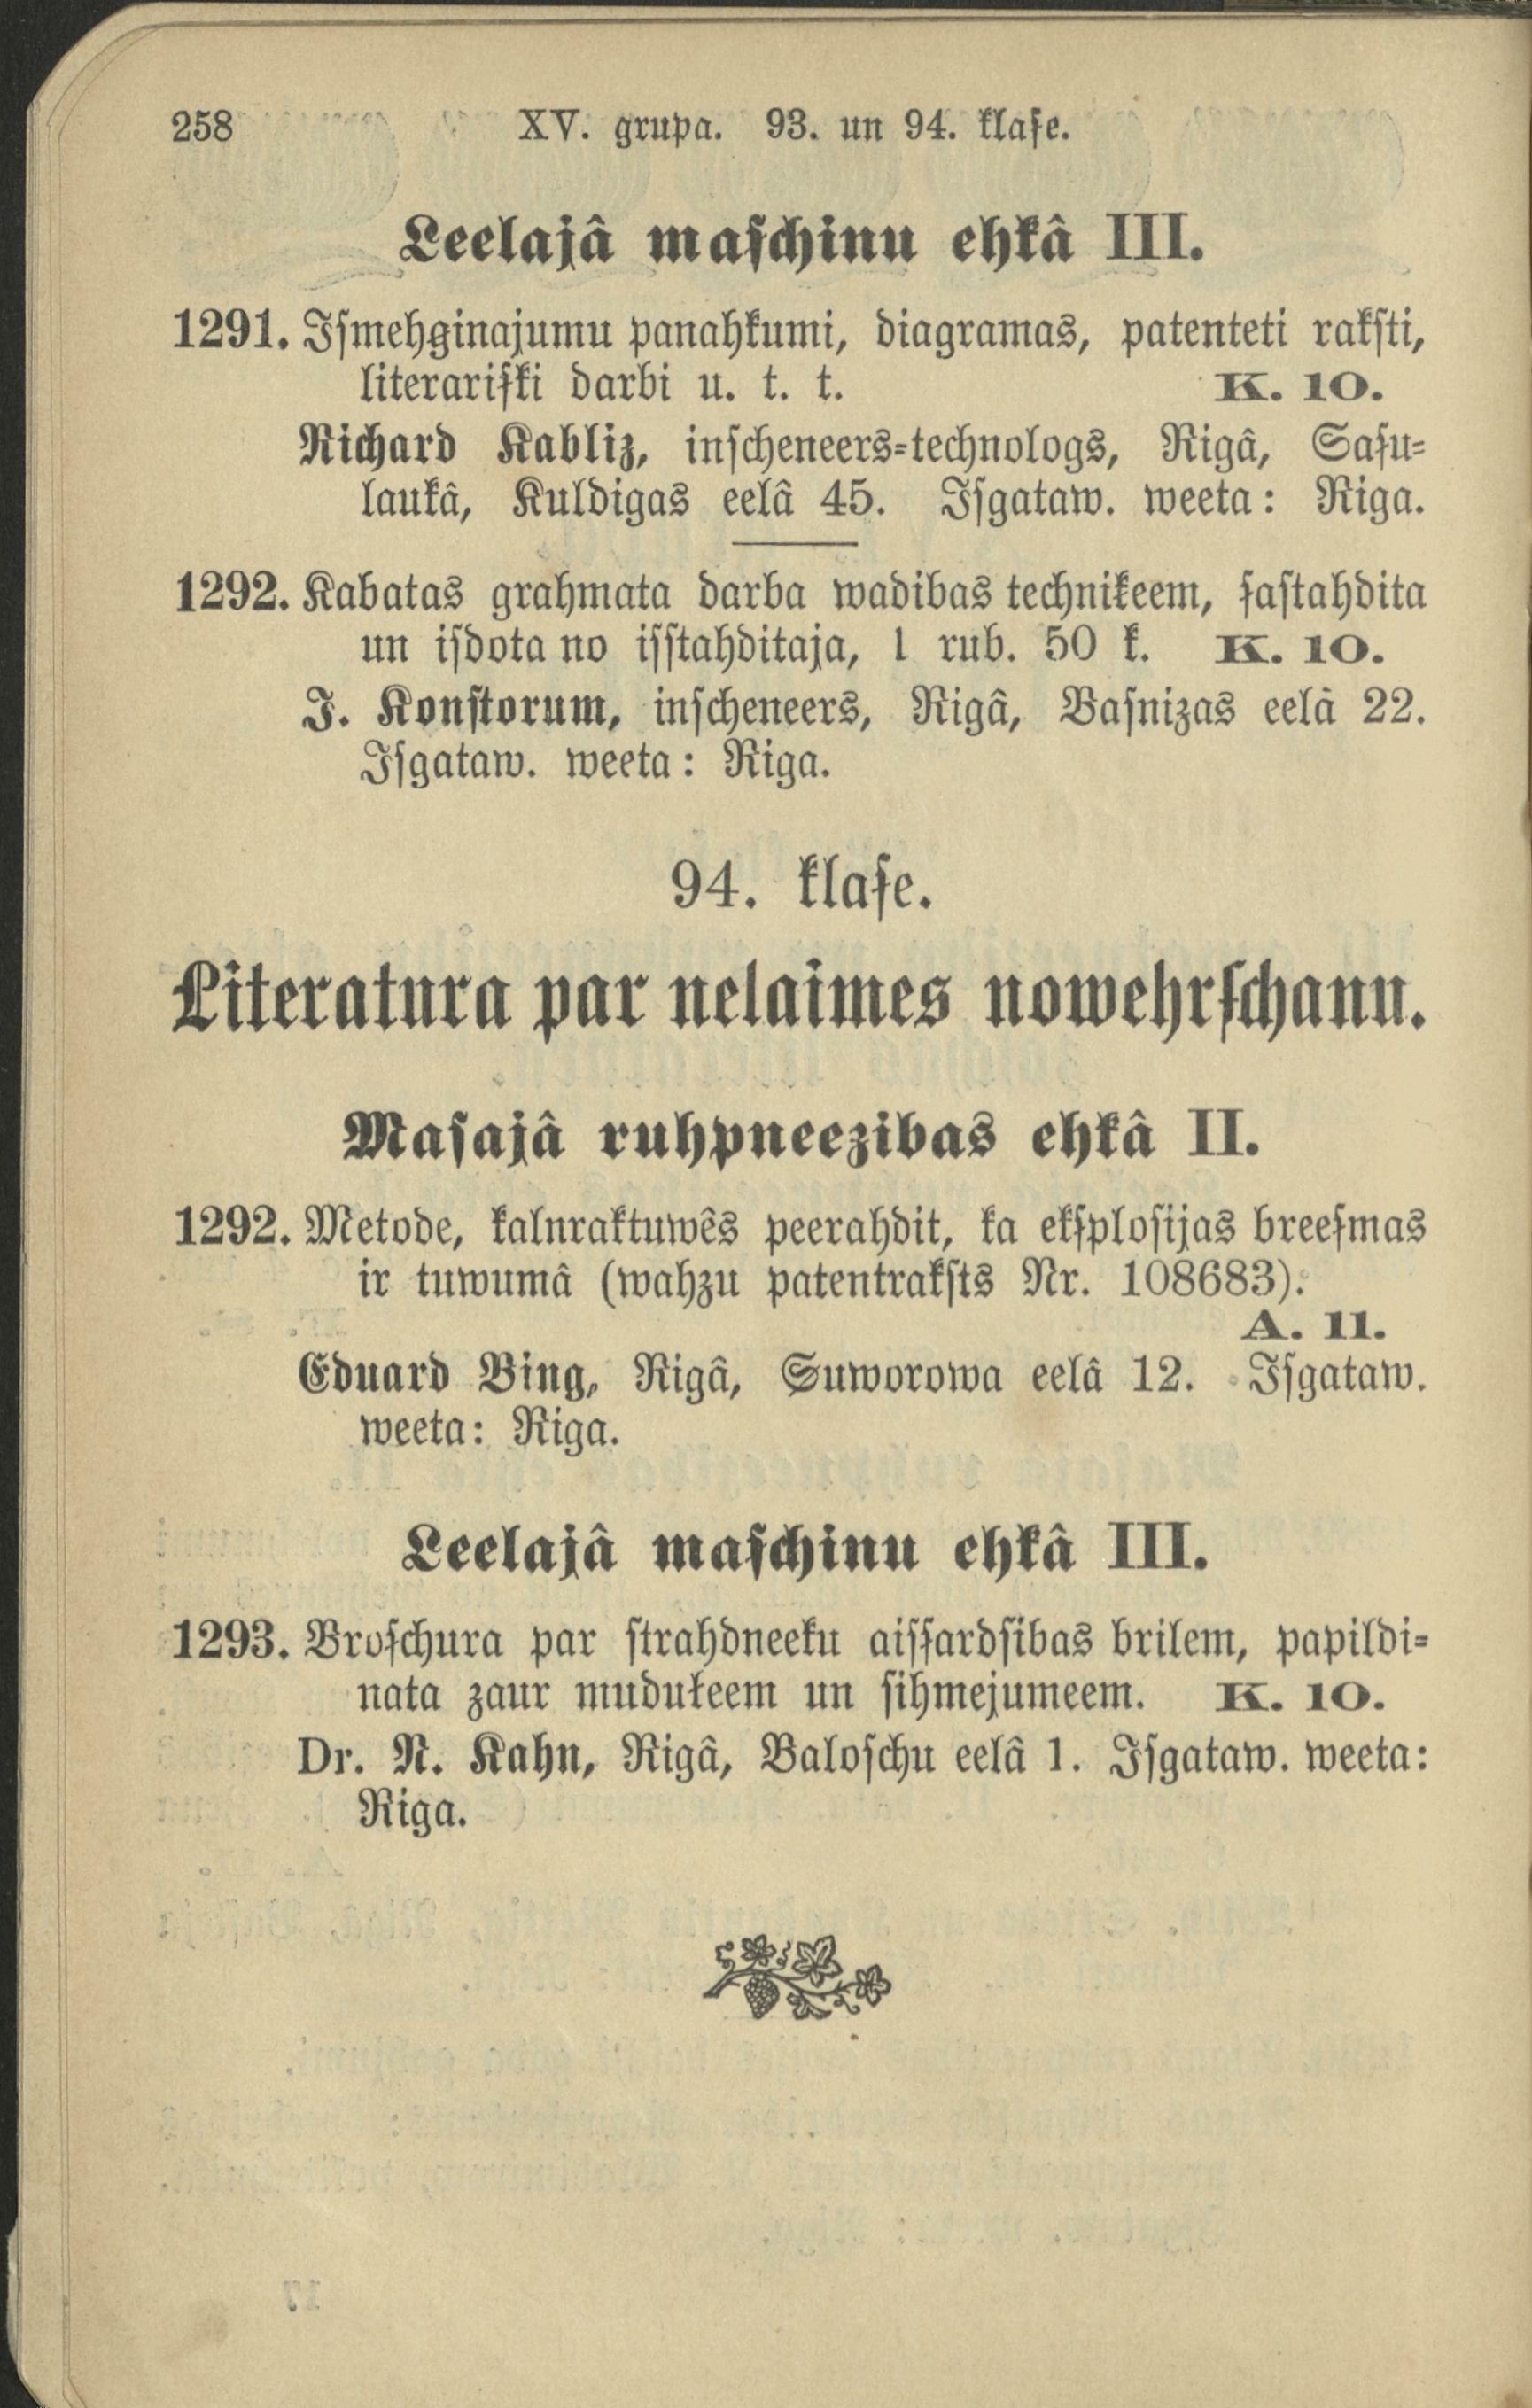 258 XV. grupa. 93. un 94. klaſe.
Leelajâ maſchinu ehkâ III.
1291. Iſmehginajumu panahkumi, diagramas, patenteti rakſti,
literariſki darbi u. t. t. K. 10.
Richard Kabliz, inſcheneers-technologs, Rigâ, Saſu-
laukâ, Kuldigas eelâ 45. Iſgataw. weeta: Riga.
1292. Kabatas grahmata darba wadibas technikeem, ſaſtahdita
un iſdota no iſſtahditaja, 1 rub. 50 k. K. 10.
J. Konſtorum, inſcheneers, Rigâ, Baſnizas eelâ 22.
Iſgataw. weeta: Riga.
94. klaſe.
Literatura par nelaimes nowehrſchanu.
Maſajâ ruhpneezibas ehkâ II.
1292. Metode, kalnraktuwês peerahdit, ka ekſploſijas breeſmas
ir tuwumâ (wahzu patentrakſts Nr. 108683).
A. 11.
Eduard Bing, Rigâ, Suworowa eelâ 12. Iſgataw.
weeta: Riga.
Leelajâ maſchinu ehkâ III.
1293. Broſchura par ſtrahdneeku aiſſardſibas brilem, papildi-
nata zaur mudułeem un ſihmejumeem. K. 10.
Dr. N. Kahn, Rigâ, Baloſchu eelâ 1. Iſgataw. weeta:
Riga.